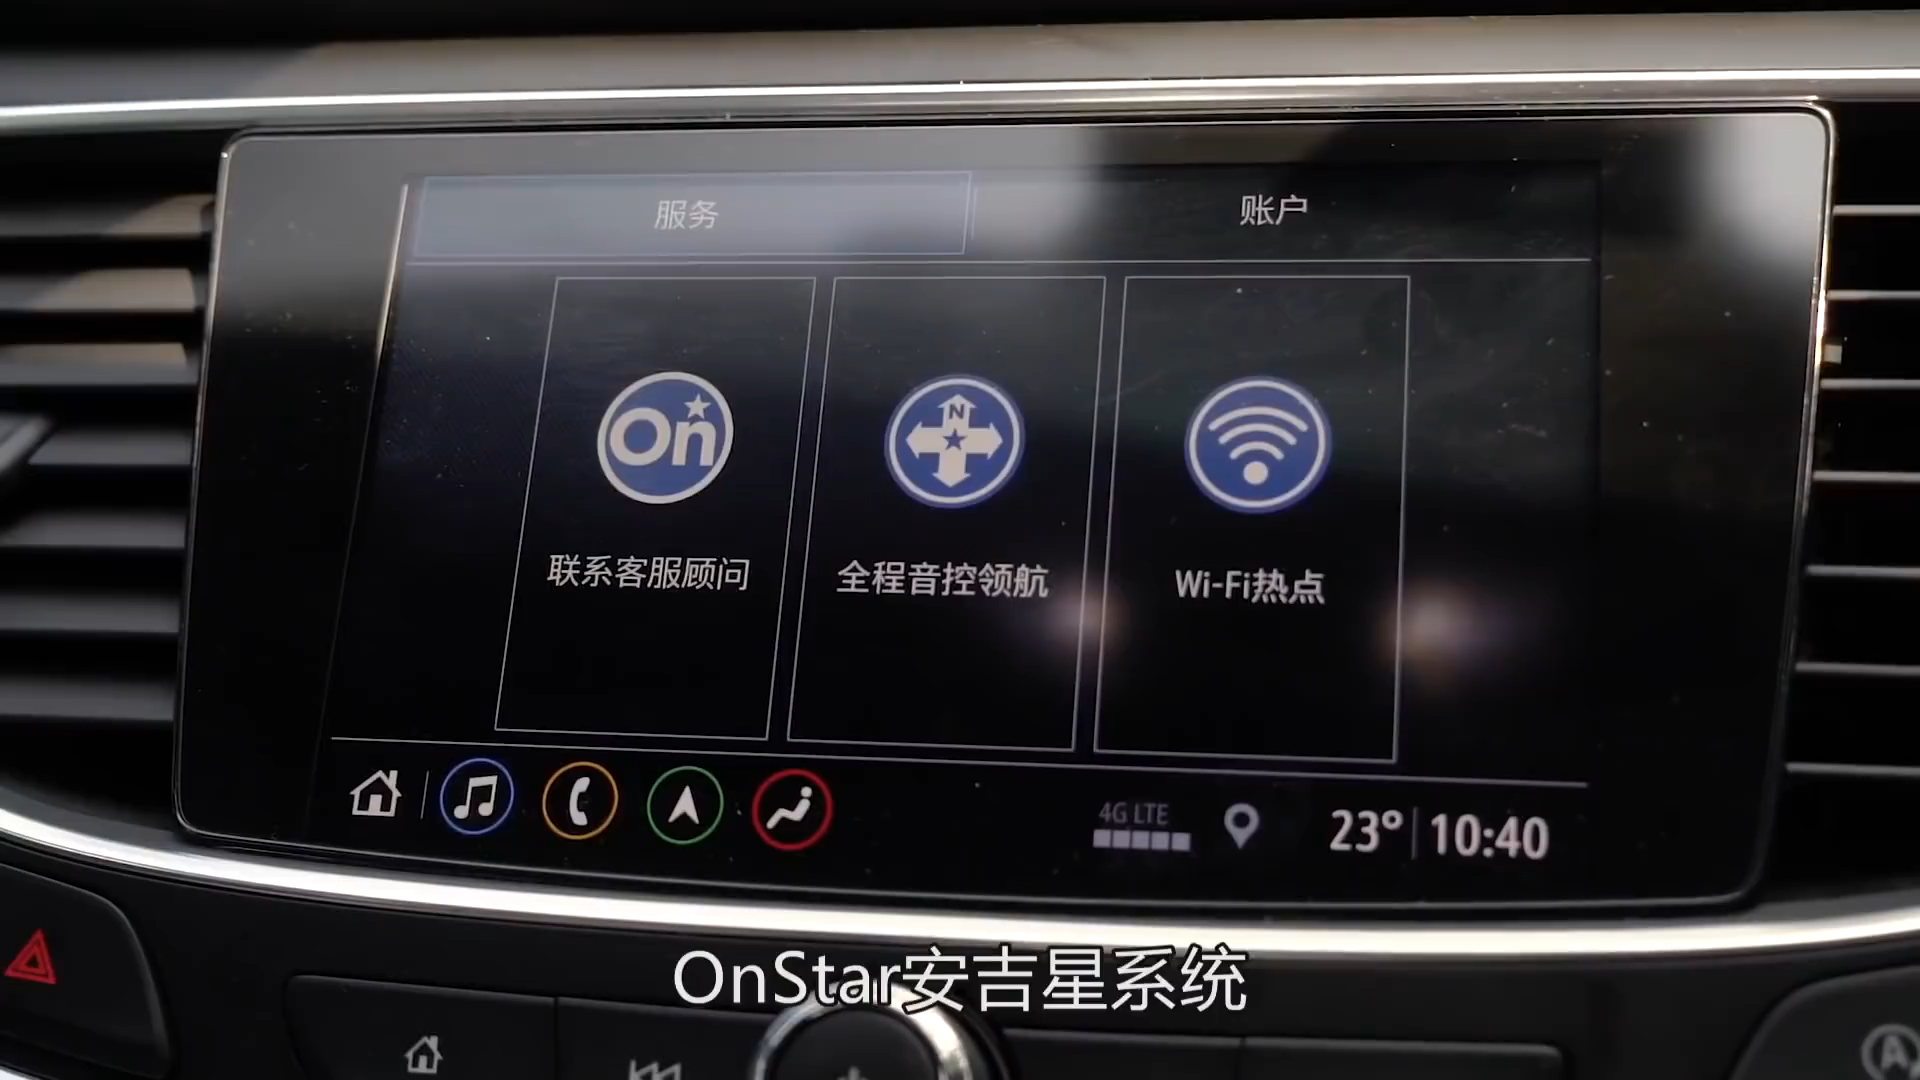 服务
账户
On
N
联系客服顾问
全程音控领航
Wi-Fi热点
4G LTE
23° 10:40
OnStar安吉星系统
A